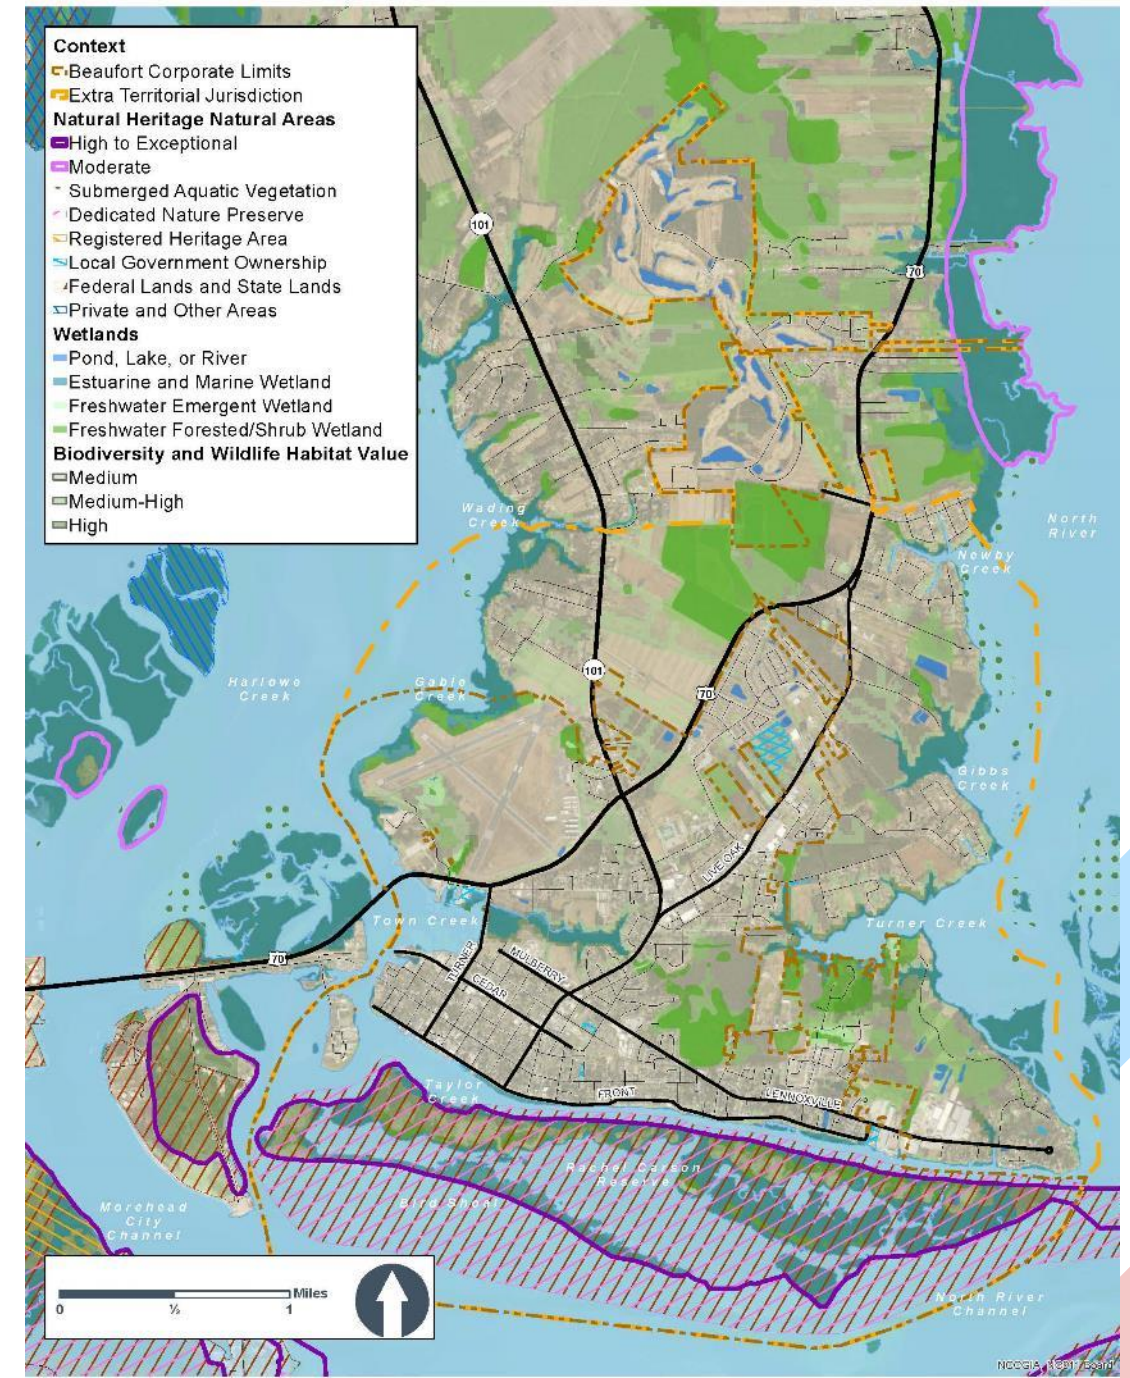 Context
Beaufort Corporate Limits
Extra Territorial Jurisdiction
Natural Heritage Natural Areas
High to Exceptional
Moderate
Submerged Aquatic Vegetation
Dedicated Nature Preserve
Registered Heritage Area
Local Government Ownership
Federal Lands and State Lands
Private and Other Areas
Wetlands
Pond, Lake, or River
Estuarine and Marine Wetland
Freshwater Emergent Wetland
Freshwater Forested/Shrub Wetland
Biodiversity and Wildlife Habitat Value
Medium
Medium-High
High
101
70
Wading
Creek
North
River
Newby
Creek
101
70
Harlowe
Creek
Gable
Creek
Gibbs
Creek
LIVE OAK
Town Creek
Turner Creek
70
TURNER
MULBERRY
CEDAR
Taylor
Creek
FRONT
LENNOXVILLE
Rachel Carson
Reserve
Bird Shoal
Morehead
City
Channel
North River
Channel
0 ½ 1 Miles